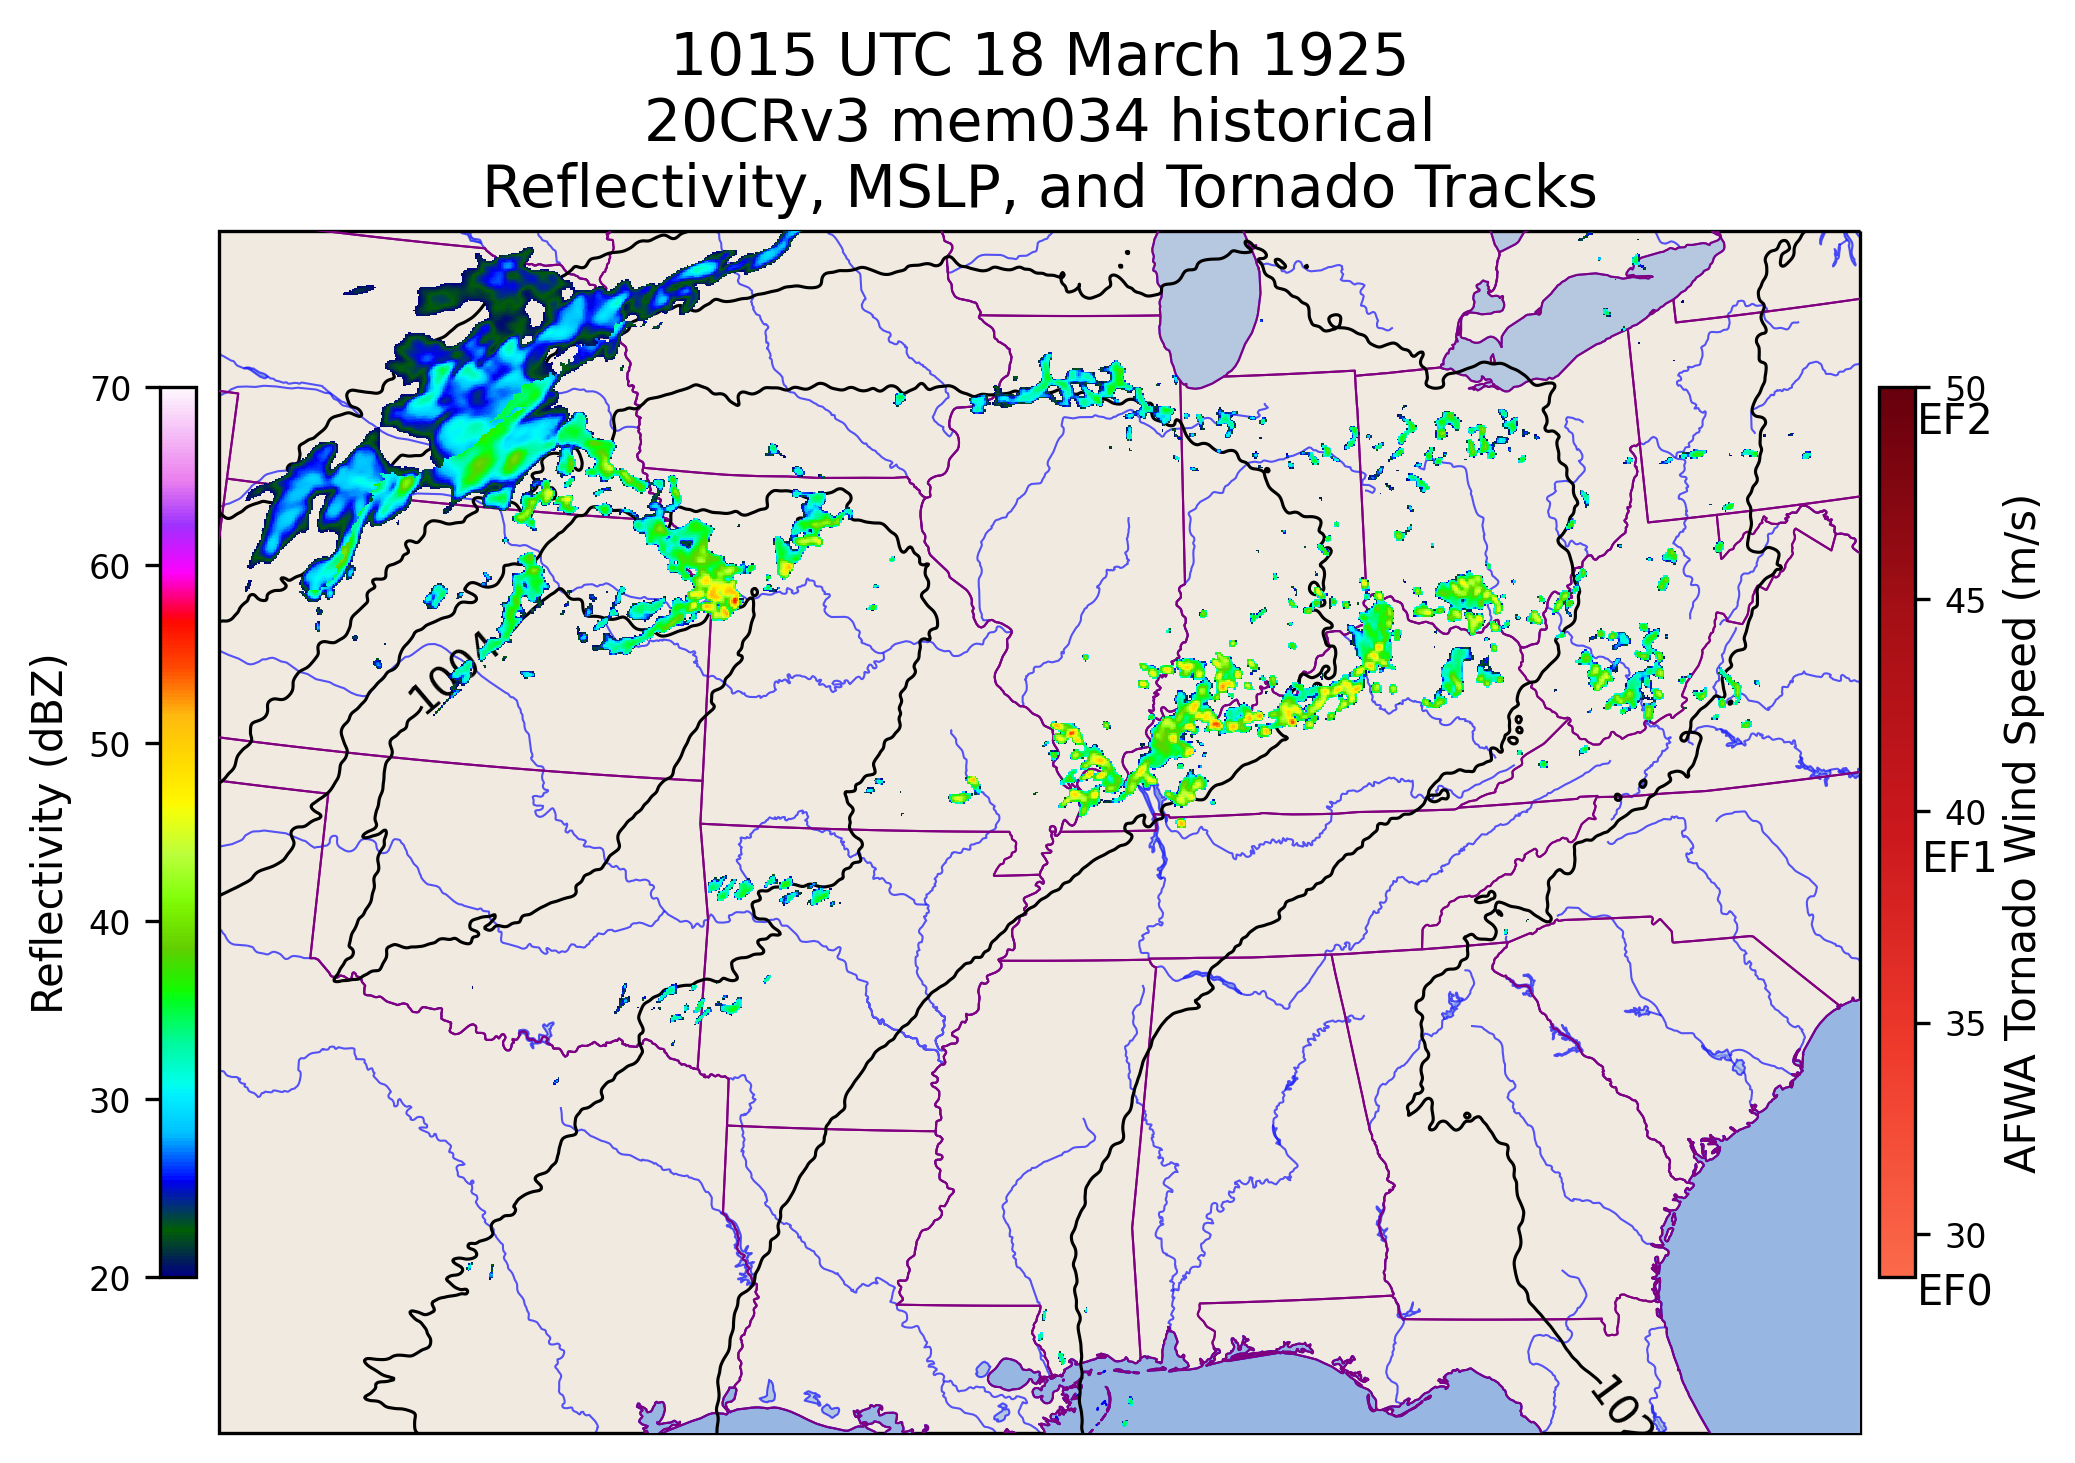 1015 UTC 18 March 1925
20CRv3 mem034 historical
Reflectivity, MSLP, and Tornado Tracks
70
60
50
40
30
20
Reflectivity (dBZ)
1004
50
EF2
45
40
EF1
35
30
EF0
AFWA Tornado Wind Speed (m/s)